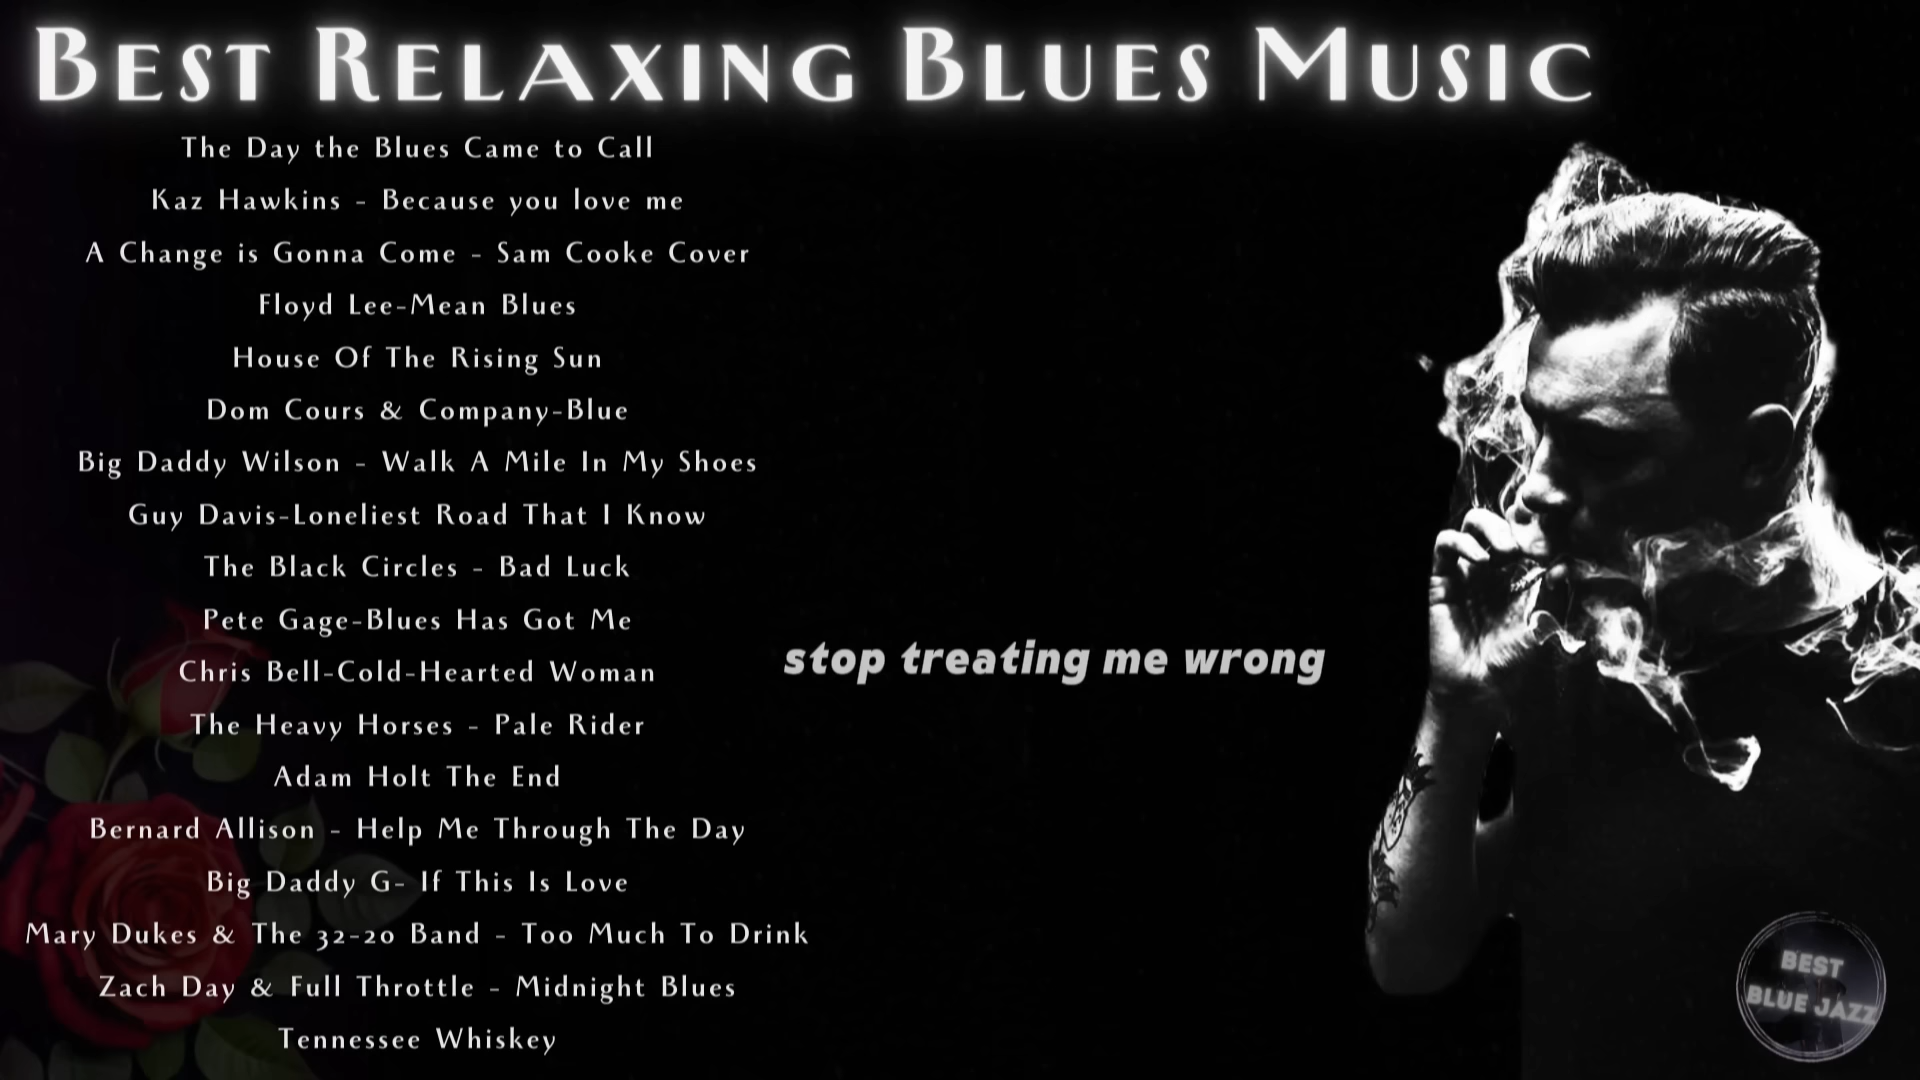 Best Relaxing Blues Music
The Day the Blues Came to Call
Kaz Hawkins - Because you love me
A Change is Gonna Come - Sam Cooke Cover
Floyd Lee-Mean Blues
House Of The Rising Sun
Dom Cours & Company-Blue
Big Daddy Wilson - Walk A Mile In My Shoes
Guy Davis-Loneliest Road That I Know
The Black Circles - Bad Luck
Pete Gage-Blues Has Got Me
Chris Bell-Cold-Hearted Woman
The Heavy Horses - Pale Rider
Adam Holt The End
Bernard Allison - Help Me Through The Day
Big Daddy G- If This Is Love
Mary Dukes & The 32-20 Band - Too Much To Drink
Zach Day & Full Throttle - Midnight Blues
Tennessee Whiskey
stop treating me wrong
BEST
BLUE JAZZ